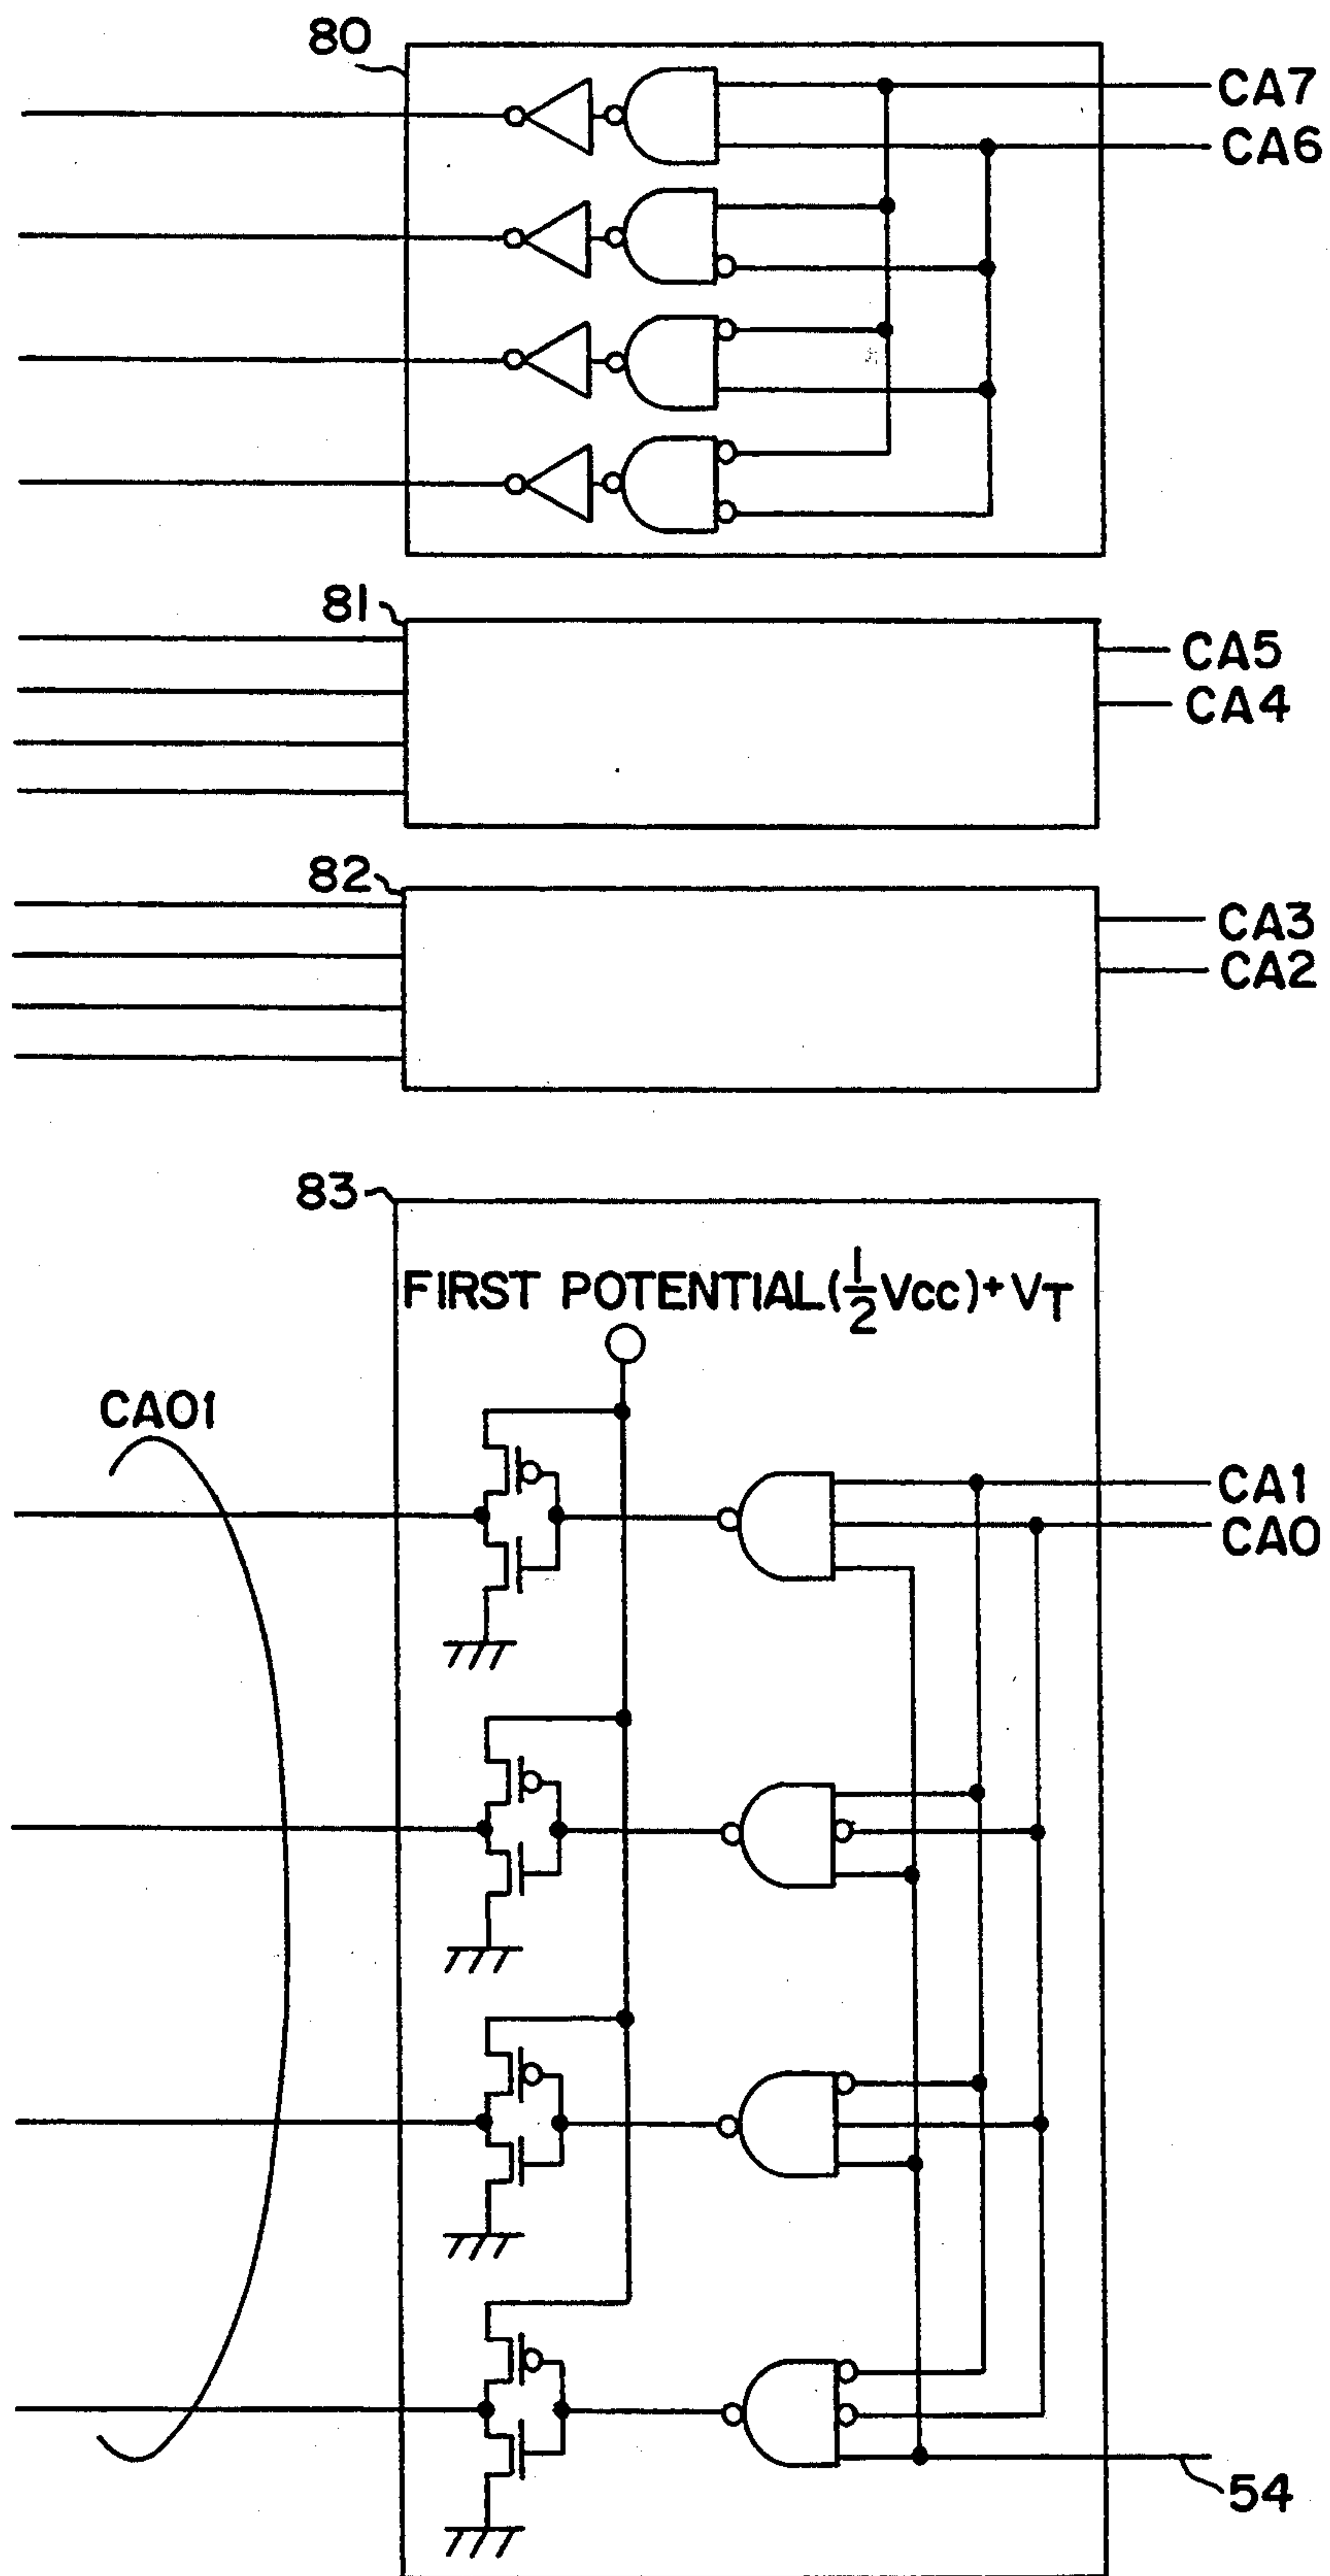 80
CA7
CA6
81
CA5
CA4
82
CA3
CA2
83
FIRST POTENTIAL(½Vcc)+VT
CA01
CA1
CA0
54